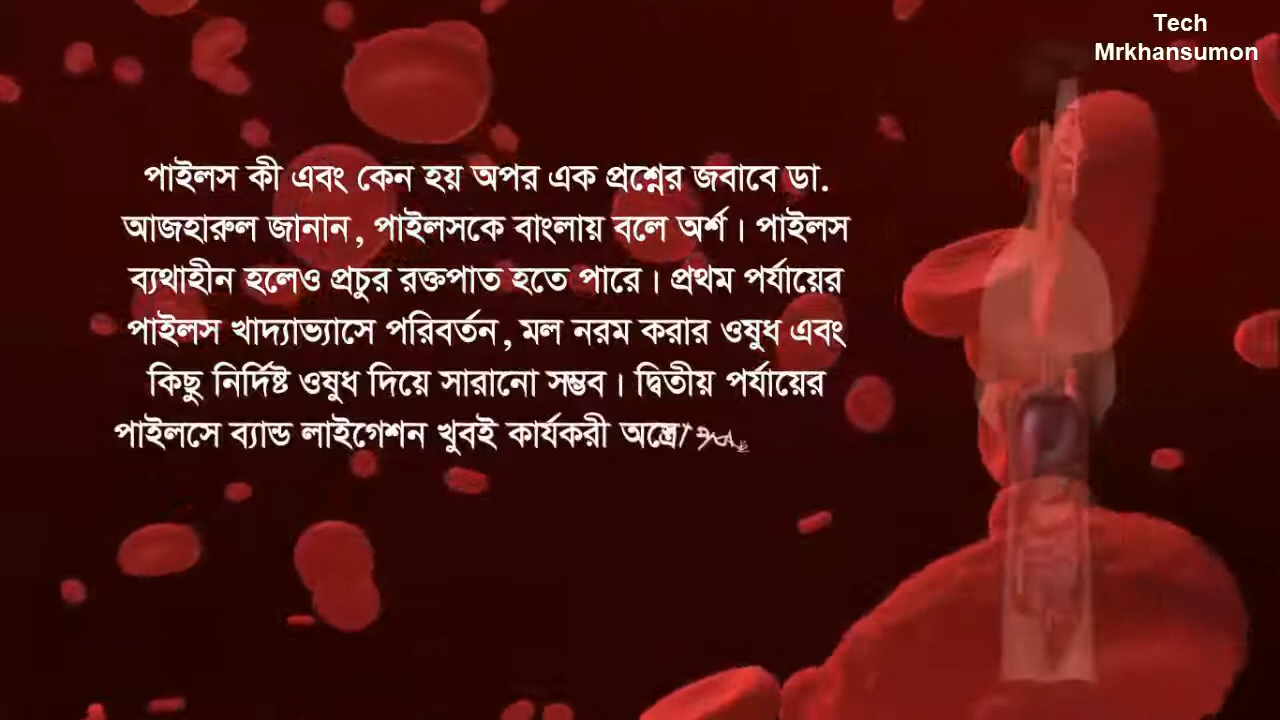 Tech
Mrkhansumon
পাইলস কী এবং কেন হয় অপর এক প্রশ্নের জবাবে ডা.
আজহারুল জানান, পাইলসকে বাংলায় বলে অর্শ। পাইলস
ব্যথাহীন হলেও প্রচুর রক্তপাত হতে পারে। প্রথম পর্যায়ের
পাইলস খাদ্যাভ্যাসে পরিবর্তন, মল নরম করার ওষুধ এবং
কিছু নির্দিষ্ট ওষুধ দিয়ে সারানো সম্ভব। দ্বিতীয় পর্যায়ের
পাইলসে ব্যান্ড লাইগেশন খুবই কার্যকরী